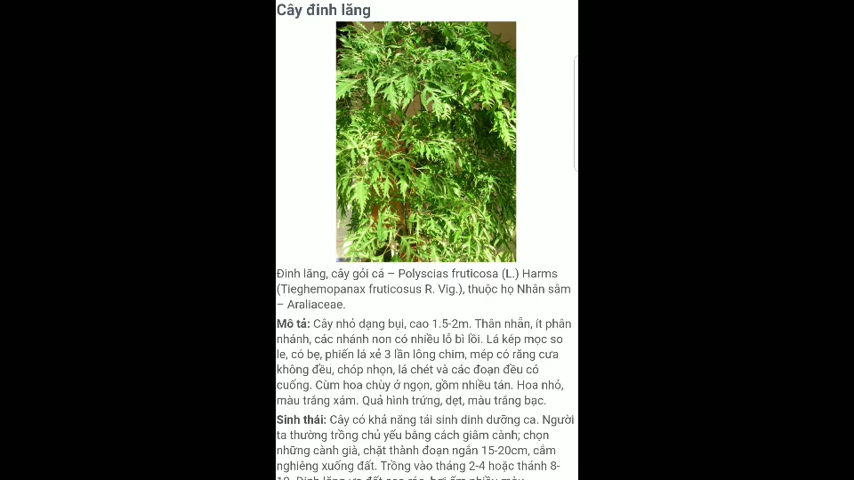 Cây đinh lăng
Đinh lăng, cây gỏi cá – Polyscias fruticosa (L.) Harms
(Tieghemopanax fruticosus R. Vig.), thuộc họ Nhân sâm
– Araliaceae.
Mô tả: Cây nhỏ dạng bụi, cao 1.5-2m. Thân nhẵn, ít phân
nhánh, các nhánh non có nhiều lỗ bì lồi. Lá kép mọc so
le, có bẹ, phiến lá xẻ 3 lần lông chim, mép có răng cưa
không đều, chóp nhọn, lá chét và các đoạn đều có
cuống. Cùm hoa chùy ở ngọn, gồm nhiều tán. Hoa nhỏ,
màu trắng xám. Quả hình trứng, dẹt, màu trắng bạc.
Sinh thái: Cây có khả năng tái sinh dinh dưỡng ca. Người
ta thường trồng chủ yếu bằng cách giâm cành; chọn
những cành già, chặt thành đoạn ngắn 15-20cm, cắm
nghiêng xuống đất. Trồng vào tháng 2-4 hoặc thánh 8-